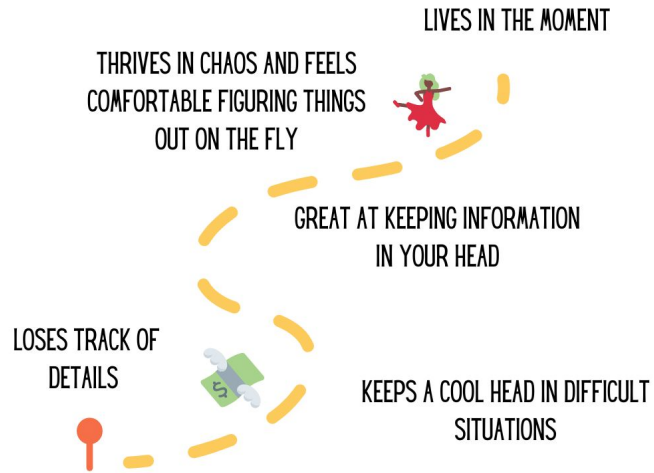 LIVES IN THE MOMENT
THRIVES IN CHAOS AND FEELS
COMFORTABLE FIGURING THINGS
OUT ON THE FLY
GREAT AT KEEPING INFORMATION
IN YOUR HEAD
LOSES TRACK OF
DETAILS
KEEPS A COOL HEAD IN DIFFICULT
SITUATIONS
$